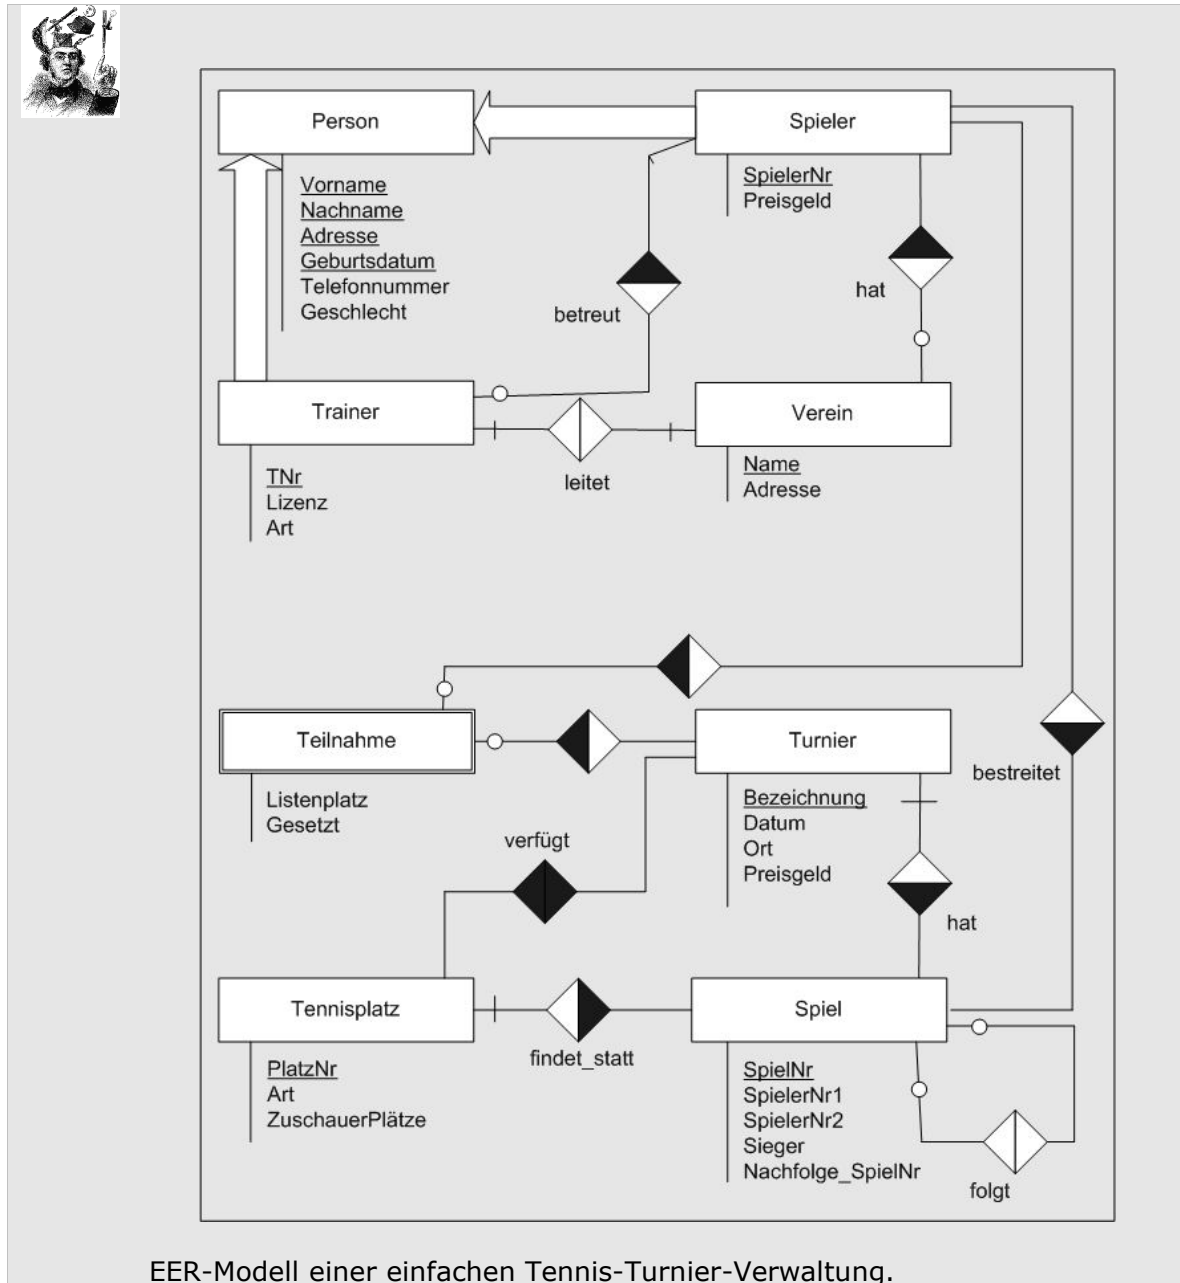 Person
Spieler
Vorname
Nachname
Adresse
Geburtsdatum
Telefonnummer
Geschlecht
SpielerNr
Preisgeld
betreut
hat
Trainer
Verein
leitet
TNr
Lizenz
Art
Name
Adresse
Teilnahme
Turnier
bestreitet
Listenplatz
Gesetzt
Bezeichnung
Datum
Ort
Preisgeld
verfügt
hat
Tennisplatz
Spiel
findet_statt
PlatzNr
Art
ZuschauerPlätze
SpielNr
SpielerNr1
SpielerNr2
Sieger
Nachfolge_SpielNr
folgt
EER-Modell einer einfachen Tennis-Turnier-Verwaltung.